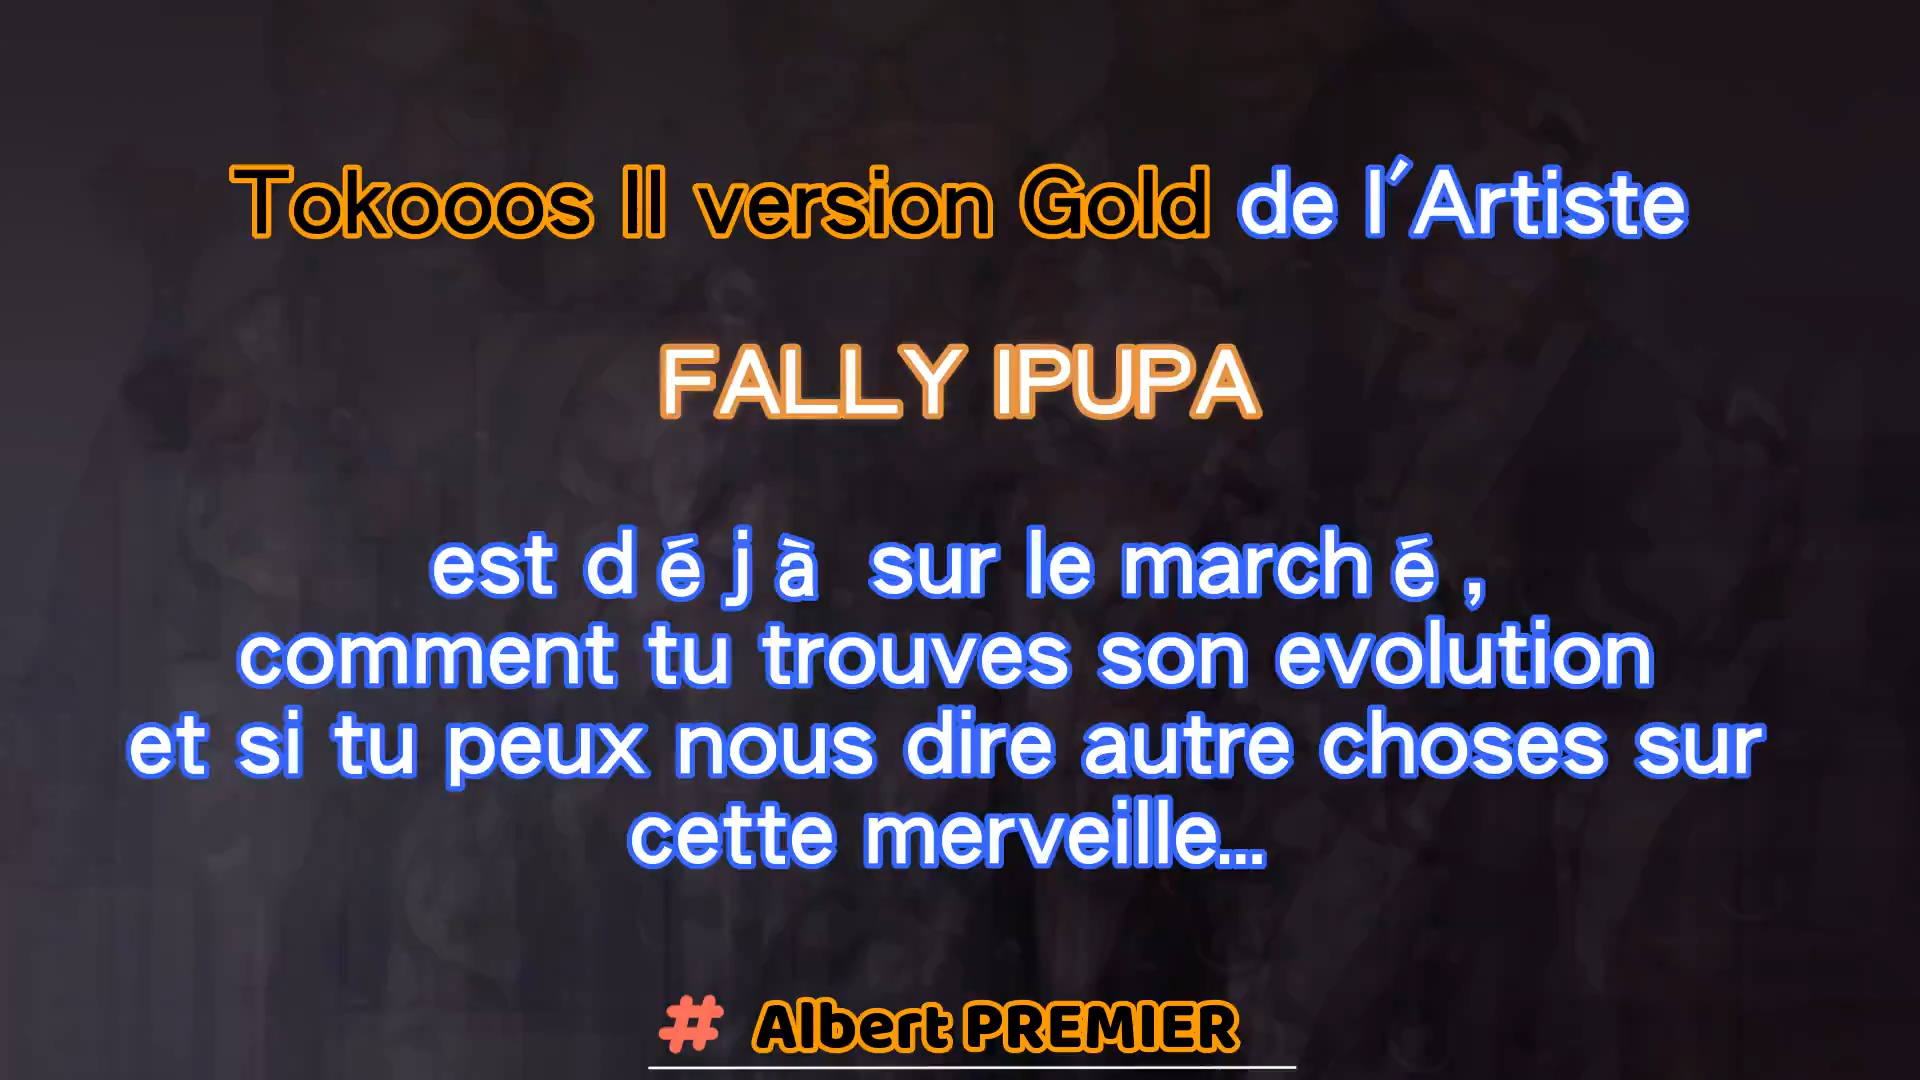 Tokooos II version Gold de l'Artiste
FALLY IPUPA
est déjà sur le marché,
comment tu trouves son evolution
et si tu peux nous dire autre choses sur
cette merveille...
# Albert PREMIER